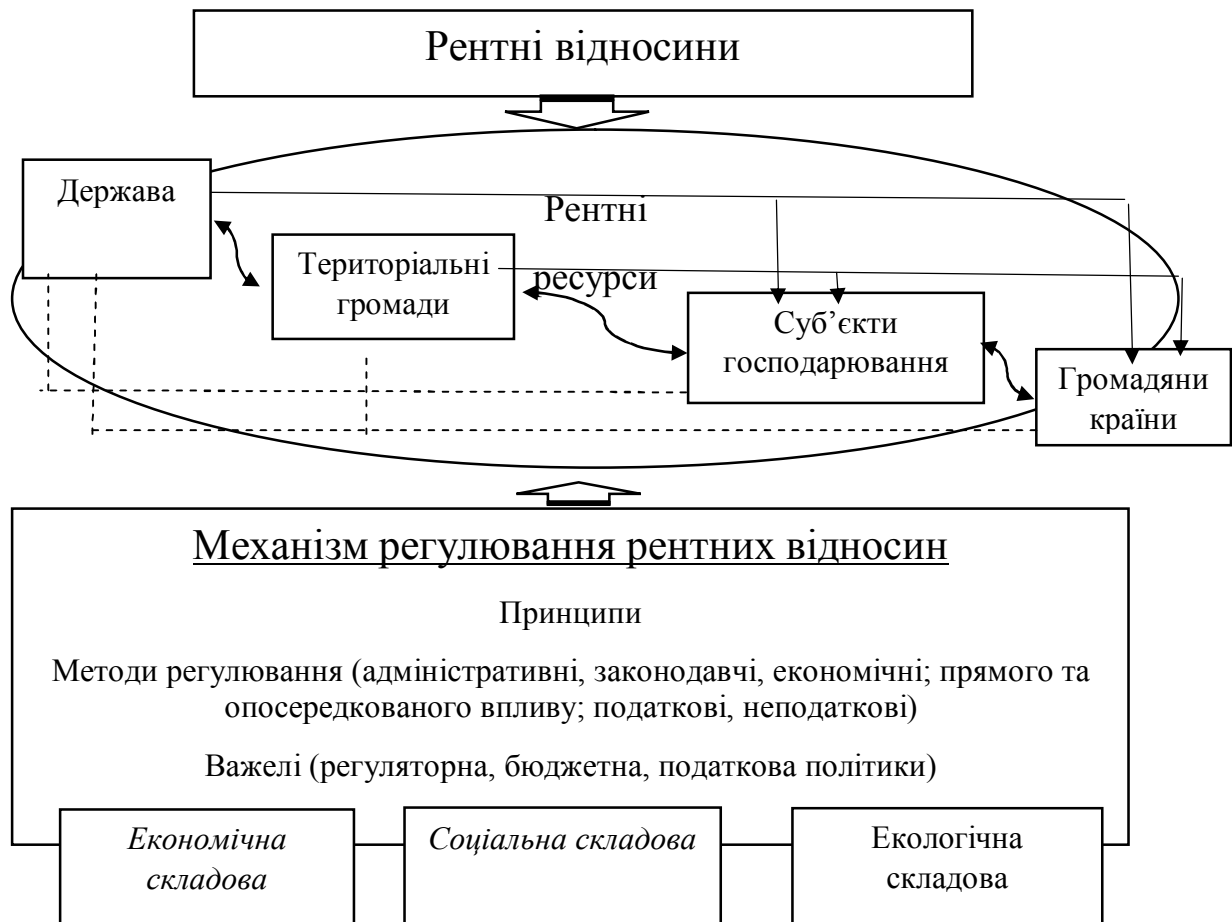 Рентні відносини
Держава
Рентні
ресурси
Територіальні
громади
Суб’єкти
господарювання
Громадяни
країни
Механізм регулювання рентних відносин
Принципи
Методи регулювання (адміністративні, законодавчі, економічні; прямого та
опосередкованого впливу; податкові, неподаткові)
Важелі (регуляторна, бюджетна, податкова політики)
Економічна
складова
Соціальна складова
Екологічна
складова